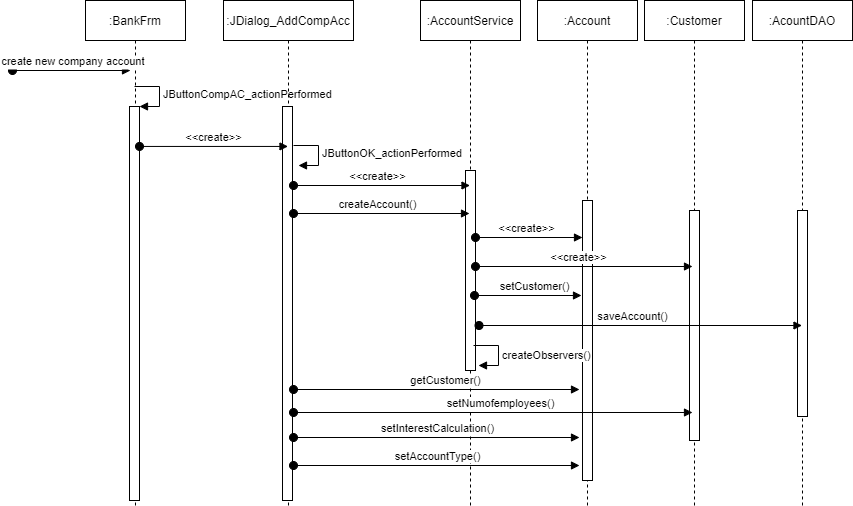 :BankFrm
:JDialog_AddCompAcc
:AccountService
:Account
:Customer
:AcountDAO
create new company account
JButtonCompAC_actionPerformed
<<create>>
JButtonOK_actionPerformed
<<create>>
createAccount()
<<create>>
<<create>>
setCustomer()
saveAccount()
createObservers()
getCustomer()
setNumofemployees()
setInterestCalculation()
setAccountType()